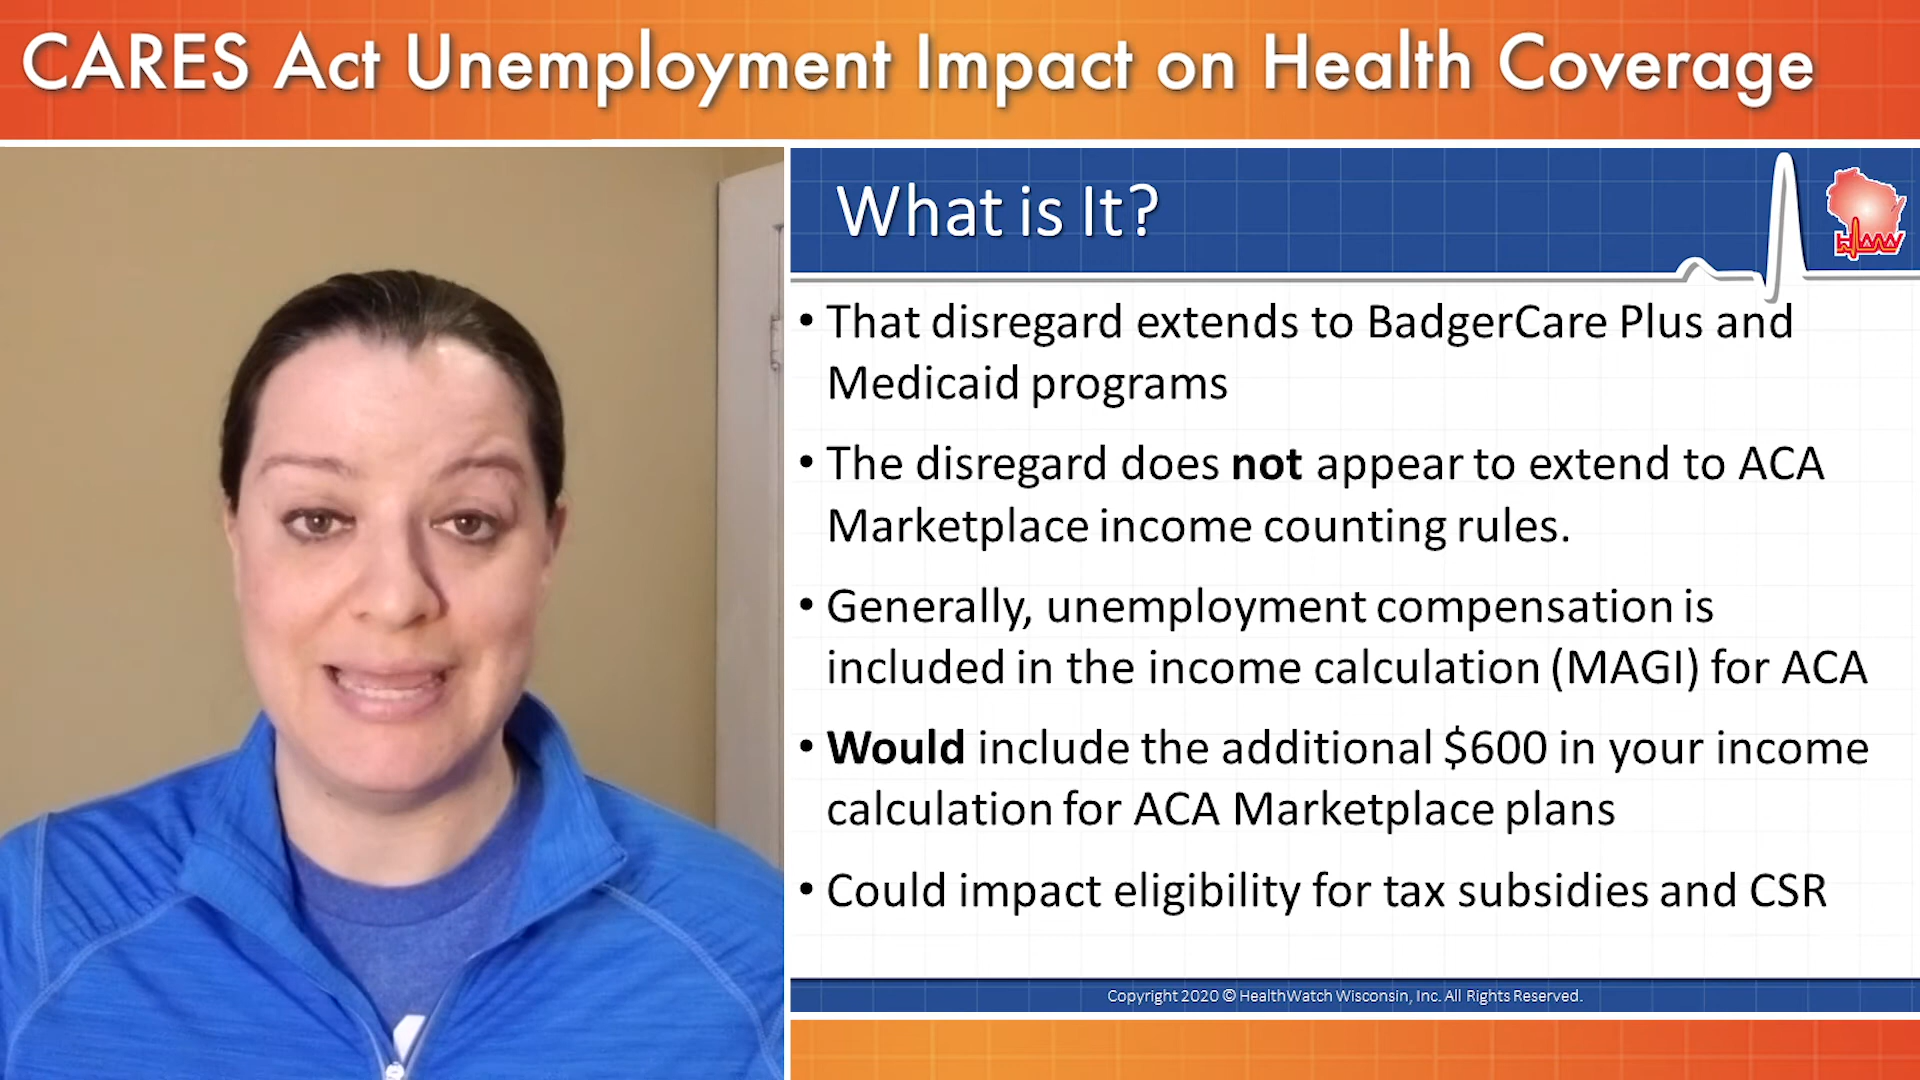 CARES Act Unemployment Impact on Health Coverage
What is It?
HWW
• That disregard extends to BadgerCare Plus and
Medicaid programs
• The disregard does not appear to extend to ACA
Marketplace income counting rules.
• Generally, unemployment compensation is
included in the income calculation (MAGI) for ACA
• Would include the additional $600 in your income
calculation for ACA Marketplace plans
• Could impact eligibility for tax subsidies and CSR
Copyright 2020 © HealthWatch Wisconsin, Inc. All Rights Reserved.